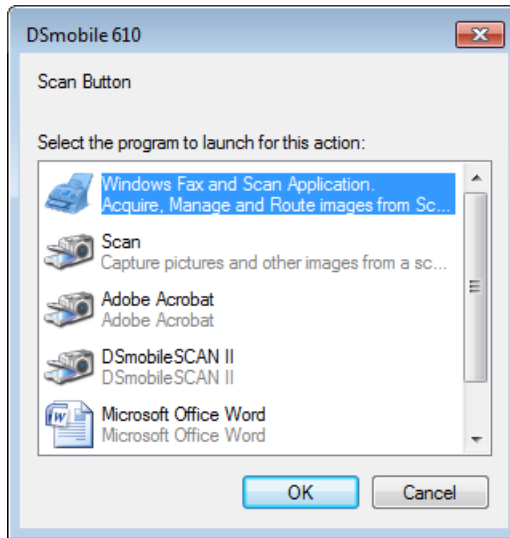 DSmobile 610
Scan Button
Select the program to launch for this action:
Windows Fax and Scan Application.
Acquire, Manage and Route images from Sc...
Scan
Capture pictures and other images from a sc...
Adobe Acrobat
Adobe Acrobat
DSmobileSCAN II
DSmobileSCAN II
Microsoft Office Word
Microsoft Office Word
OK Cancel